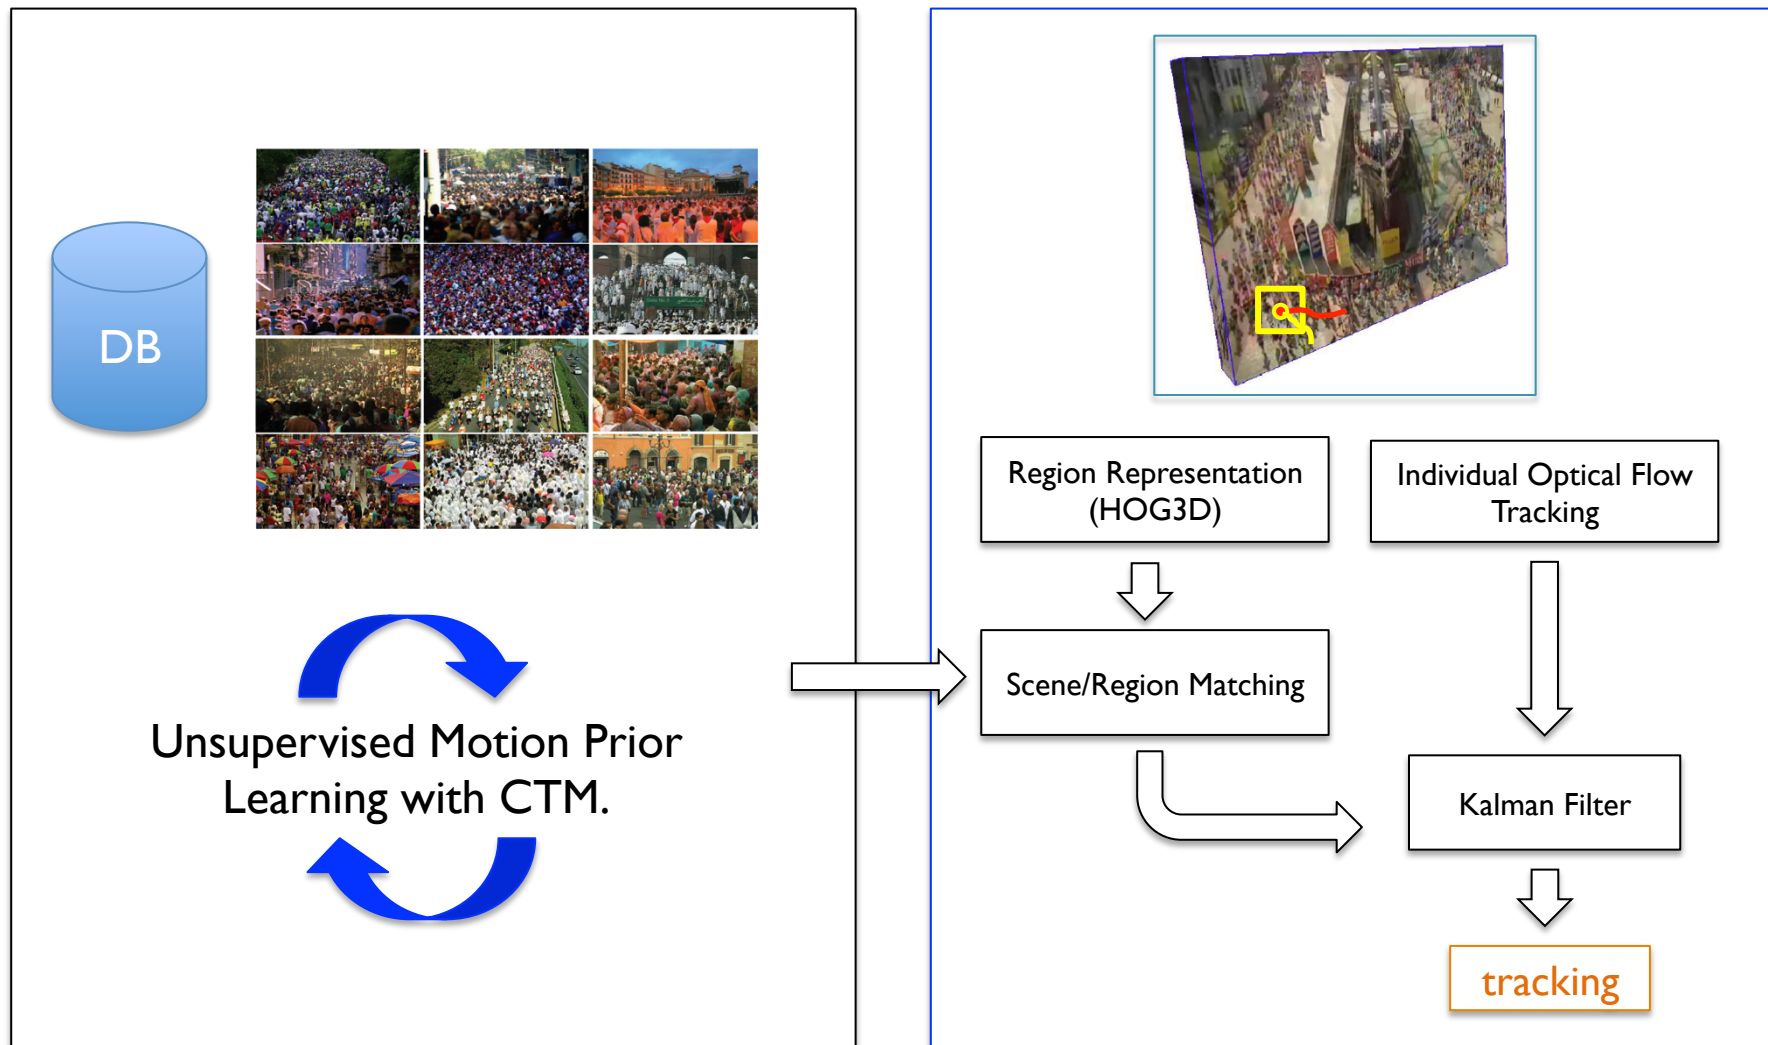 DB
Unsupervised Motion Prior
Learning with CTM.
Region Representation
(HOG3D)
Individual Optical Flow
Tracking
Scene/Region Matching
Kalman Filter
tracking